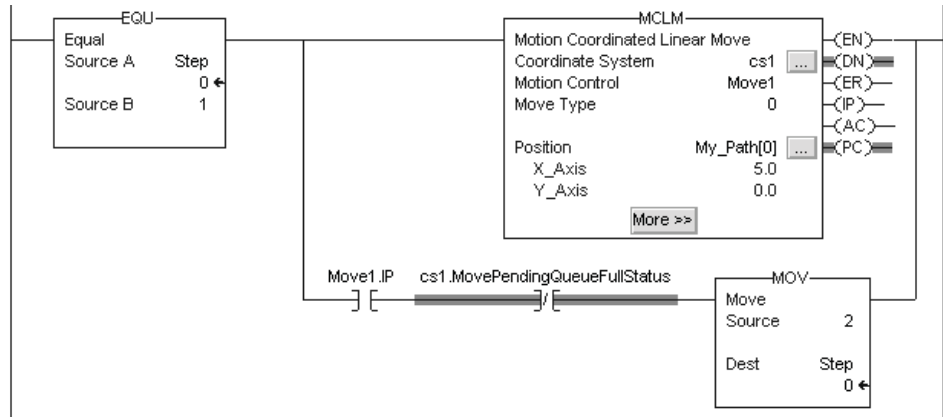 EQU
Equal
Source A Step
0
Source B 1
MCLM
Motion Coordinated Linear Move
Coordinate System cs1 ...
Motion Control Move1
Move Type 0
Position My_Path[0] ...
X_Axis 5.0
Y_Axis 0.0
More >>
(EN)
(DN)
(ER)
(IP)
(AC)
(PC)
Move1.IP cs1.MovePendingQueueFullStatus
MOV
Move
Source 2
Dest Step
0